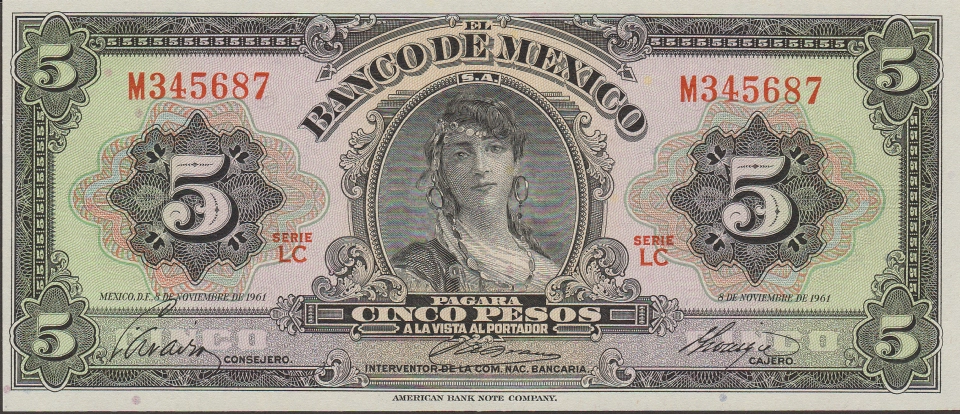 EL
BANCO DE MEXICO
S.A.
5 5
M345687 M345687
5 5
SERIE LC SERIE LC
MEXICO, D.F. 8 DE NOVIEMBRE DE 1961 8 DE NOVIEMBRE DE 1961
PAGARA
CINCO PESOS
A LA VISTA AL PORTADOR
5 5
CINCO CINCO
CONSEJERO. INTERVENTOR DE LA COM. NAC. BANCARIA CAJERO.
AMERICAN BANK NOTE COMPANY.